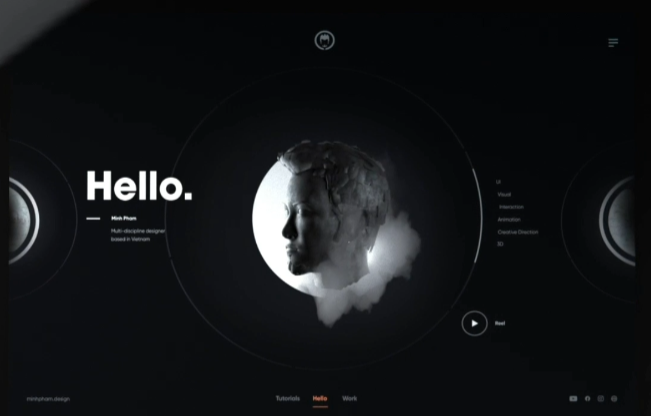 Hello.
Minh Pham
Multi-discipline designer
based in Vietnam
UI
Visual
Interaction
Animation
Creative Direction
3D
Reel
minhpham.design
Tutorials Hello Work